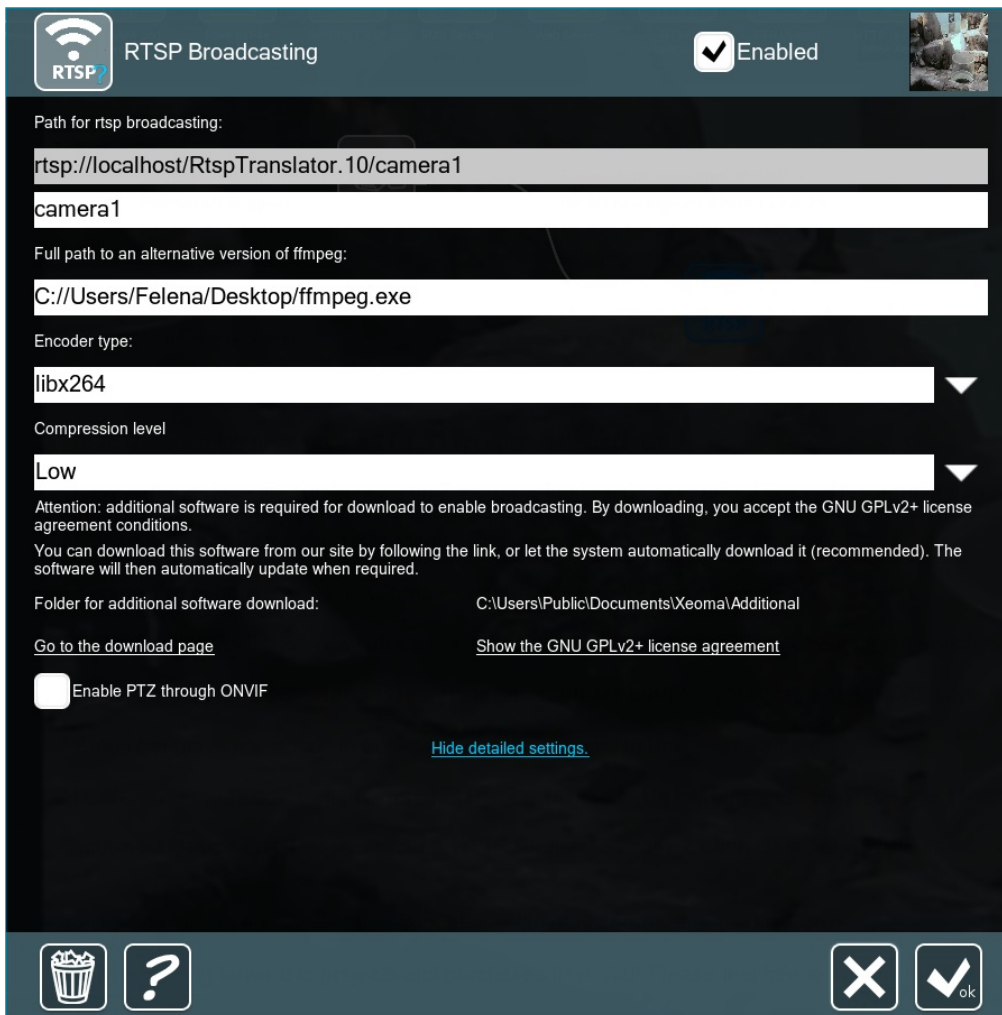 RTSP?
RTSP Broadcasting
Enabled
Path for rtsp broadcasting:
rtsp://localhost/RtspTranslator.10/camera1
camera1
Full path to an alternative version of ffmpeg:
C://Users/Felena/Desktop/ffmpeg.exe
Encoder type:
libx264
Compression level
Low
Attention: additional software is required for download to enable broadcasting. By downloading, you accept the GNU GPLv2+ license
agreement conditions.
You can download this software from our site by following the link, or let the system automatically download it (recommended). The
software will then automatically update when required.
Folder for additional software download:
C:\Users\Public\Documents\Xeoma\Additional
Go to the download page
Show the GNU GPLv2+ license agreement
Enable PTZ through ONVIF
Hide detailed settings.
?
ok